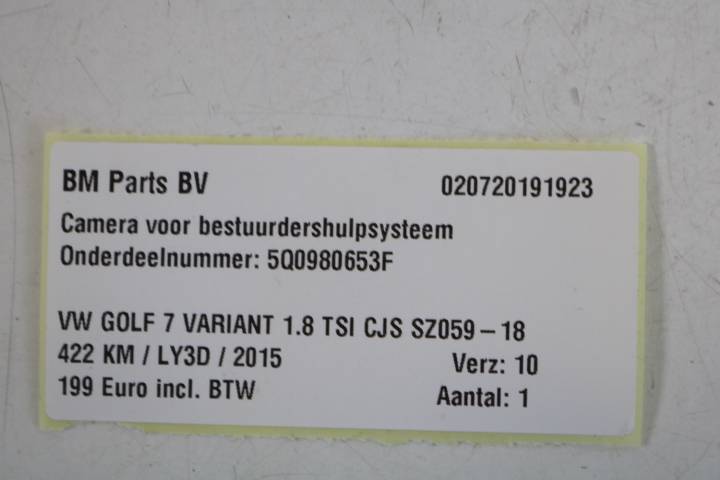 BM Parts BV 020720191923
Camera voor bestuurdershulpsysteem
Onderdeelnummer: 5Q0980653F
VW GOLF 7 VARIANT 1.8 TSI CJS SZ059-18
422 KM / LY3D / 2015 Verz: 10
199 Euro incl. BTW Aantal: 1